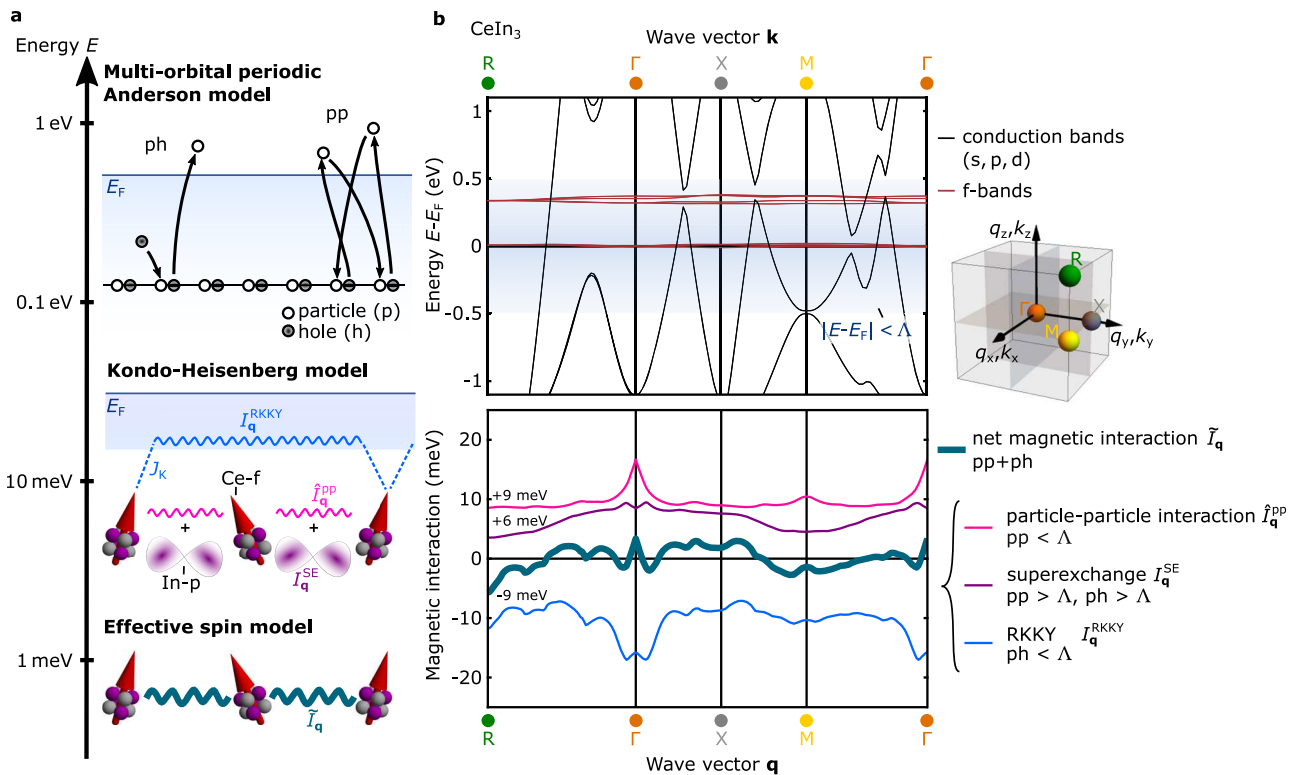 a
Energy E
Multi-orbital periodic
Anderson model
1 eV
ph
pp
E_F
0.1 eV
particle (p)
hole (h)
Kondo-Heisenberg model
E_F
I_q^RKKY
J_K
10 meV
Ce-f
Î_q^pp
+
+
In-p
I_q^SE
Effective spin model
1 meV
Ĩ_q
b
CeIn₃
Wave vector k
R
Γ
X
M
Γ
Energy E-E_F (eV)
1
0.5
0
-0.5
-1
|E-E_F| < Λ
conduction bands
(s, p, d)
f-bands
q_z,k_z
R
Γ
X
M
q_x,k_x
q_y,k_y
Magnetic interaction (meV)
20
10
0
-10
-20
+9 meV
+6 meV
-9 meV
R
Γ
X
M
Γ
Wave vector q
net magnetic interaction Ĩ_q
pp+ph
particle-particle interaction Î_q^pp
pp < Λ
superexchange I_q^SE
pp > Λ, ph > Λ
RKKY I_q^RKKY
ph < Λ